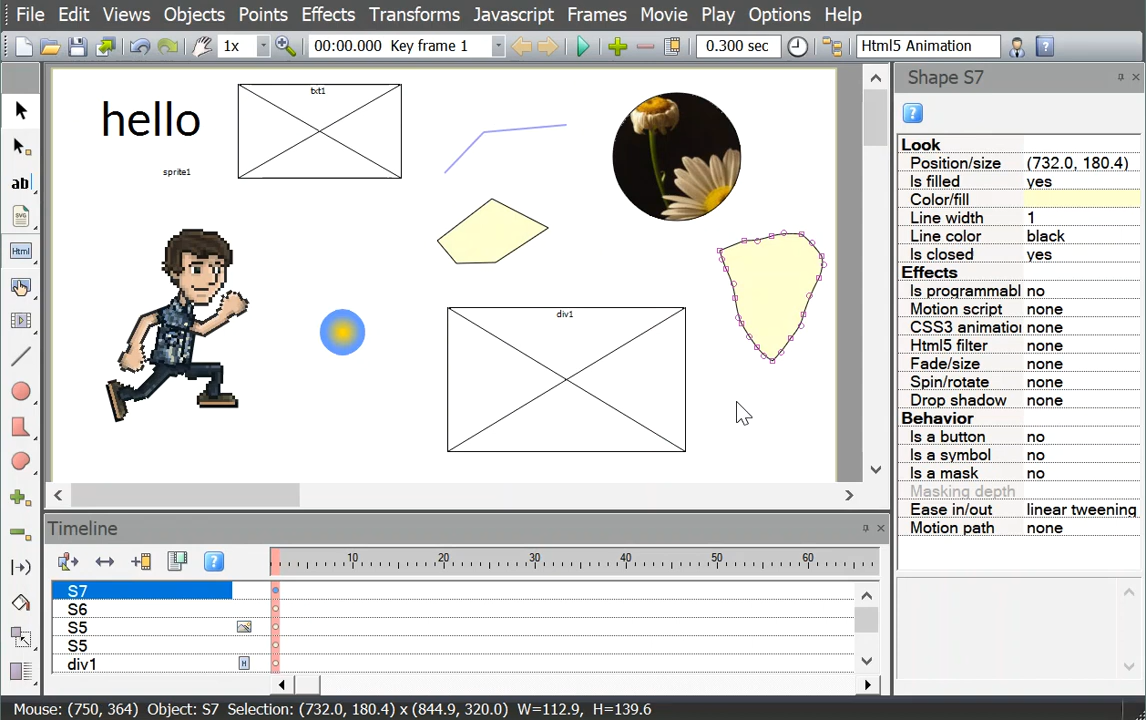 File Edit Views Objects Points Effects Transforms Javascript Frames Movie Play Options Help
1x 00:00.000 Key frame 1 0.300 sec Html5 Animation
Shape S7
hello
txt1
sprite1
div1
ab
SVG
Html
Look
Position/size (732.0, 180.4)
Is filled yes
Color/fill
Line width 1
Line color black
Is closed yes
Effects
Is programmabl no
Motion script none
CSS3 animatio none
Html5 filter none
Fade/size none
Spin/rotate none
Drop shadow none
Behavior
Is a button no
Is a symbol no
Is a mask no
Masking depth
Ease in/out linear tweening
Motion path none
Timeline
10 20 30 40 50 60
S7
S6
S5
S5
div1 H
Mouse: (750, 364) Object: S7 Selection: (732.0, 180.4) x (844.9, 320.0) W=112.9, H=139.6